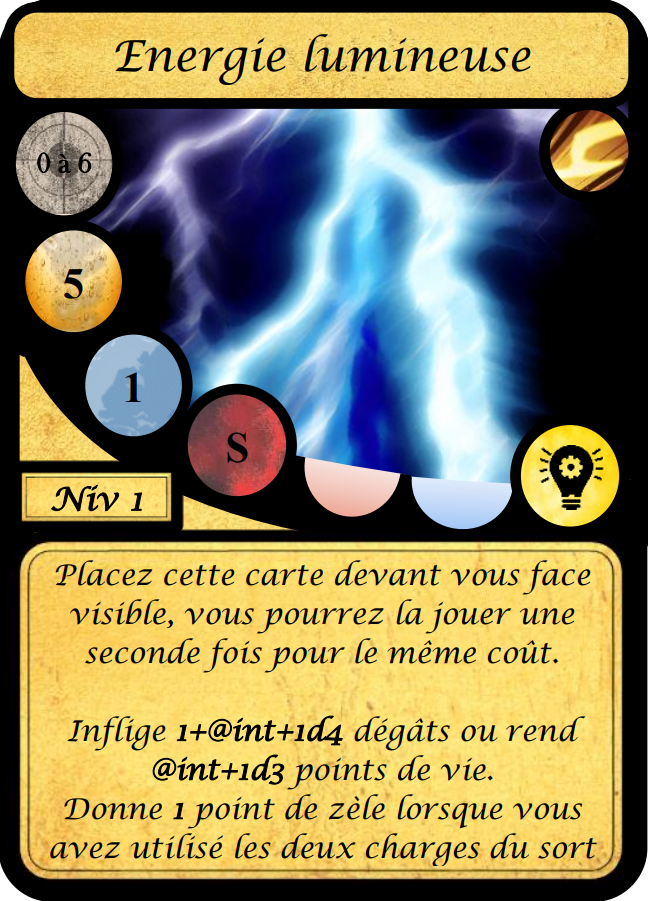 Energie lumineuse
0 à 6
5
1
S
Niv 1
Placez cette carte devant vous face
visible, vous pourrez la jouer une
seconde fois pour le même coût.
Inflige 1+@int+1d4 dégâts ou rend
@int+1d3 points de vie.
Donne 1 point de zèle lorsque vous
avez utilisé les deux charges du sort